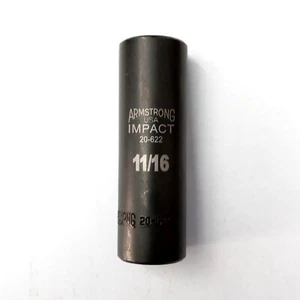 ARMSTRONG
USA
IMPACT
20-622
11/16